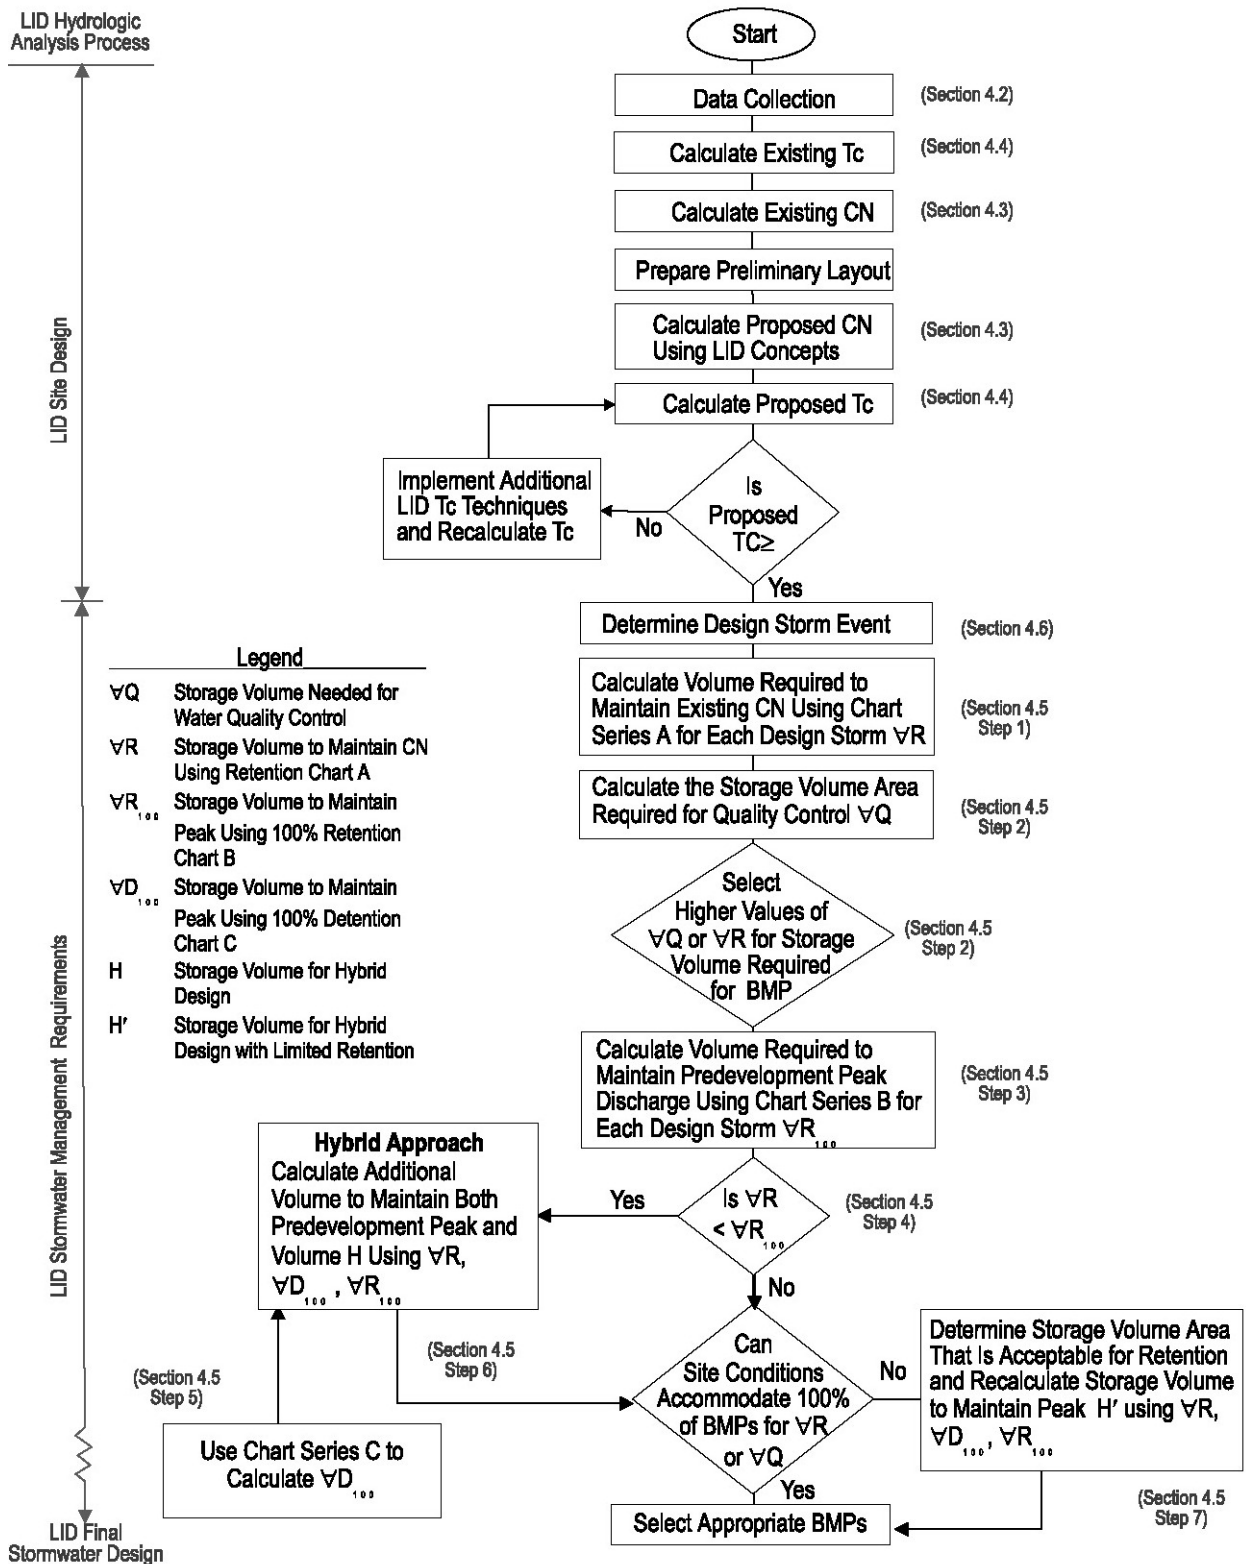 LID Hydrologic
Analysis Process
Start
Data Collection
(Section 4.2)
Calculate Existing Tc
(Section 4.4)
Calculate Existing CN
(Section 4.3)
Prepare Preliminary Layout
Calculate Proposed CN
Using LID Concepts
(Section 4.3)
Calculate Proposed Tc
(Section 4.4)
LID Site Design
Implement Additional
LID Tc Techniques
and Recalculate Tc
No
Is
Proposed
TC≥
Yes
Determine Design Storm Event
(Section 4.6)
Calculate Volume Required to
Maintain Existing CN Using Chart
Series A for Each Design Storm ∀R
(Section 4.5
Step 1)
Calculate the Storage Volume Area
Required for Quality Control ∀Q
(Section 4.5
Step 2)
Select
Higher Values of
∀Q or ∀R for Storage
Volume Required
for BMP
(Section 4.5
Step 2)
Legend
∀Q Storage Volume Needed for
Water Quality Control
∀R Storage Volume to Maintain CN
Using Retention Chart A
∀R100 Storage Volume to Maintain
Peak Using 100% Retention
Chart B
∀D100 Storage Volume to Maintain
Peak Using 100% Detention
Chart C
H Storage Volume for Hybrid
Design
H′ Storage Volume for Hybrid
Design with Limited Retention
LID Stormwater Management Requirements
Calculate Volume Required to
Maintain Predevelopment Peak
Discharge Using Chart Series B for
Each Design Storm ∀R100
(Section 4.5
Step 3)
Hybrid Approach
Calculate Additional
Volume to Maintain Both
Predevelopment Peak and
Volume H Using ∀R,
∀D100 , ∀R100
Yes
Is ∀R
< ∀R100
(Section 4.5
Step 4)
No
(Section 4.5
Step 5)
(Section 4.5
Step 6)
Use Chart Series C to
Calculate ∀D100
Can
Site Conditions
Accommodate 100%
of BMPs for ∀R
or ∀Q
No
Determine Storage Volume Area
That Is Acceptable for Retention
and Recalculate Storage Volume
to Maintain Peak H′ using ∀R,
∀D100, ∀R100
Yes
(Section 4.5
Step 7)
Select Appropriate BMPs
LID Final
Stormwater Design